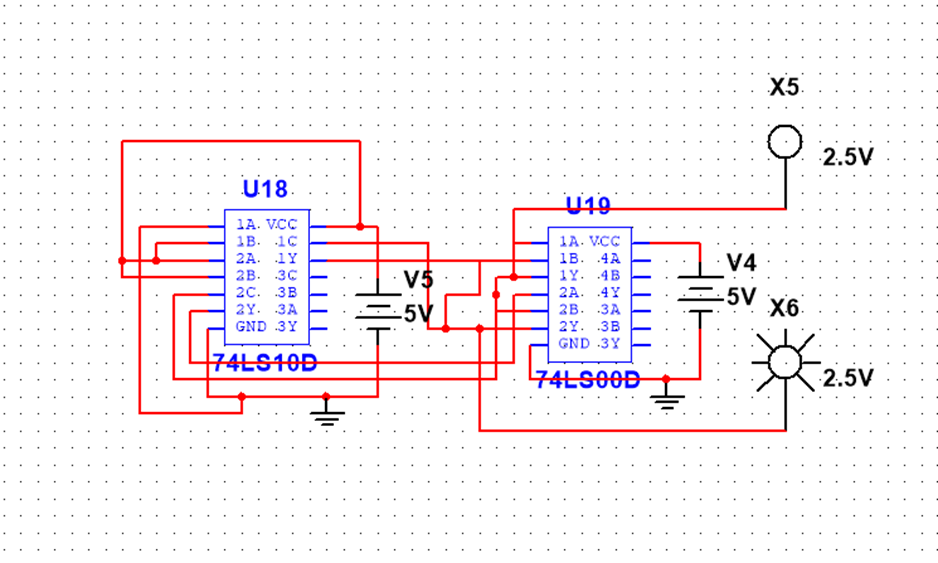 X5
2.5V
U18
U19
1A VCC
1B 1C
2A 1Y
2B 3C
2C 3B
2Y 3A
GND 3Y
74LS10D
V5
5V
1A VCC
1B 4A
1Y 4B
2A 4Y
2B 3A
2Y 3B
GND 3Y
74LS00D
V4
5V
X6
2.5V